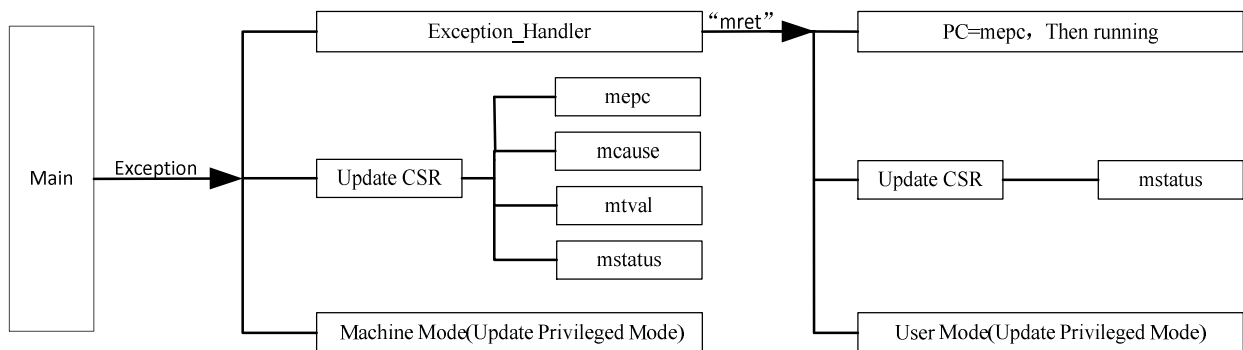 Main
Exception
Exception_Handler
Update CSR
mepc
mcause
mtval
mstatus
Machine Mode(Update Privileged Mode)
“mret”
PC=mepc，Then running
Update CSR
mstatus
User Mode(Update Privileged Mode)